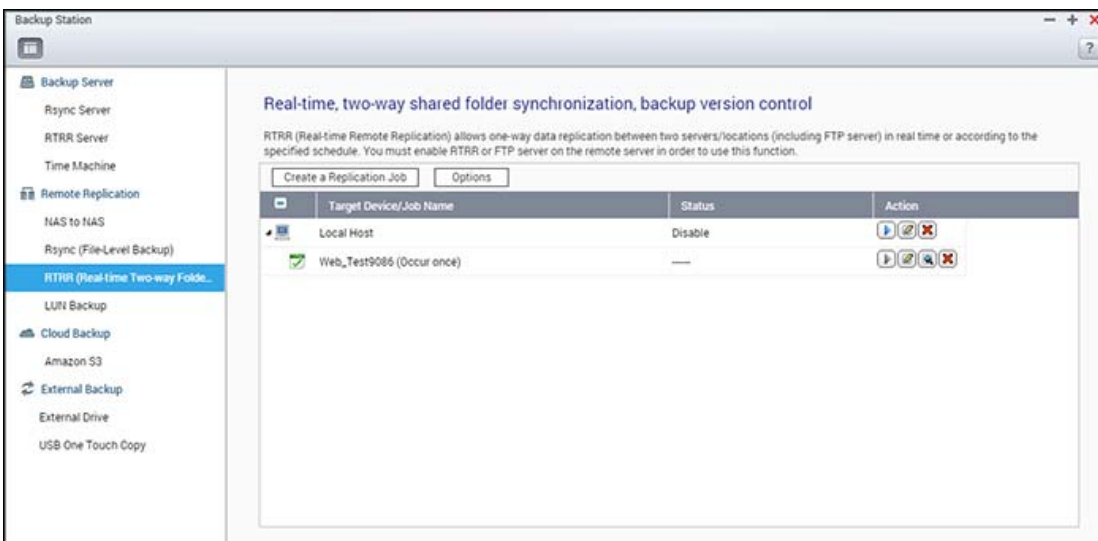 Backup Station
?
Backup Server
Rsync Server
RTRR Server
Time Machine
Remote Replication
NAS to NAS
Rsync (File-Level Backup)
RTRR (Real-time Two-way Folde...
LUN Backup
Cloud Backup
Amazon S3
External Backup
External Drive
USB One Touch Copy
Real-time, two-way shared folder synchronization, backup version control
RTRR (Real-time Remote Replication) allows one-way data replication between two servers/locations (including FTP server) in real time or according to the
specified schedule. You must enable RTRR or FTP server on the remote server in order to use this function.
Create a Replication Job Options
Target Device/Job Name Status Action
Local Host Disable
Web_Test9086 (Occur once) -----